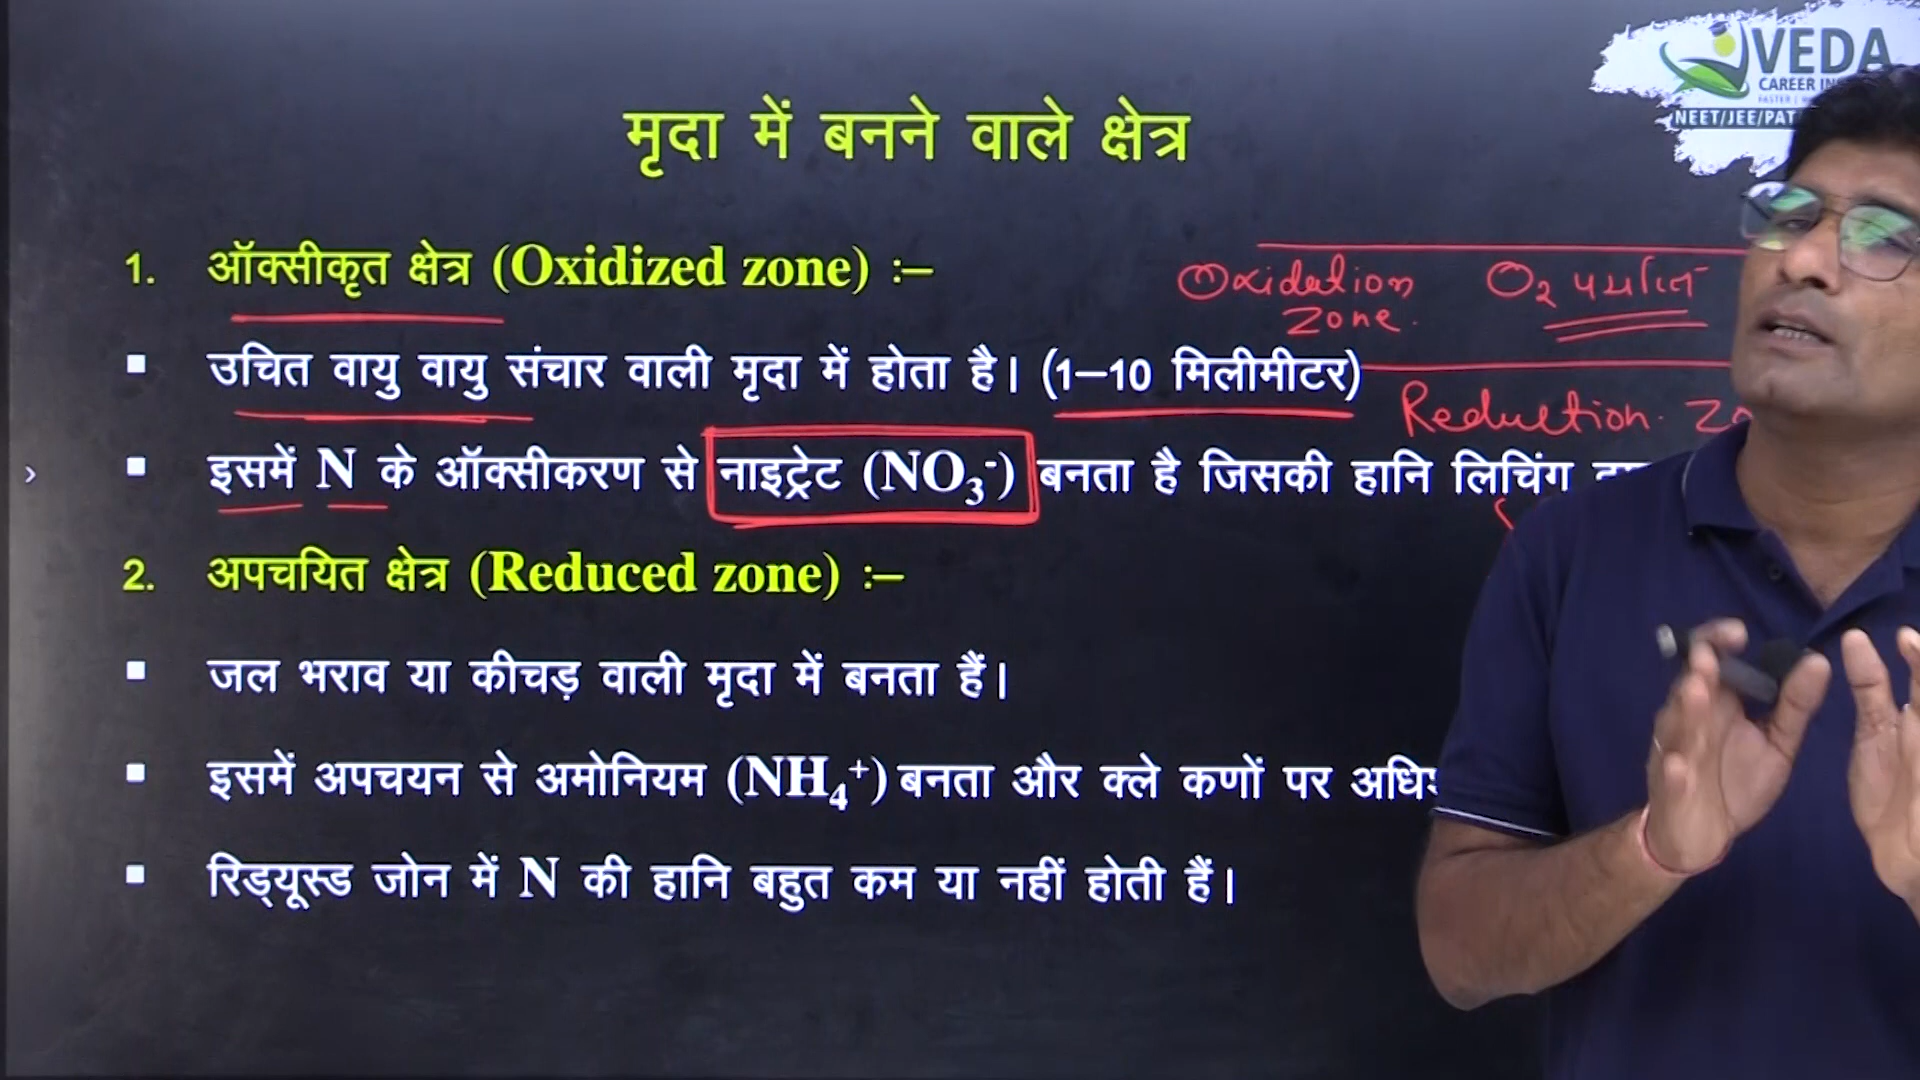 VEDA
CAREER
NEET/JEE/PAT
मृदा में बनने वाले क्षेत्र
1. ऑक्सीकृत क्षेत्र (Oxidized zone) :–
Oxidation O₂ पर्याप्त
Zone.
▪ उचित वायु वायु संचार वाली मृदा में होता है। (1–10 मिलीमीटर)
Reduction.
▪ इसमें N के ऑक्सीकरण से नाइट्रेट (NO₃⁻) बनता है जिसकी हानि लिचिंग
2. अपचयित क्षेत्र (Reduced zone) :–
▪ जल भराव या कीचड़ वाली मृदा में बनता हैं।
▪ इसमें अपचयन से अमोनियम (NH₄⁺) बनता और क्ले कणों पर
▪ रिड्यूस्ड जोन में N की हानि बहुत कम या नहीं होती हैं।